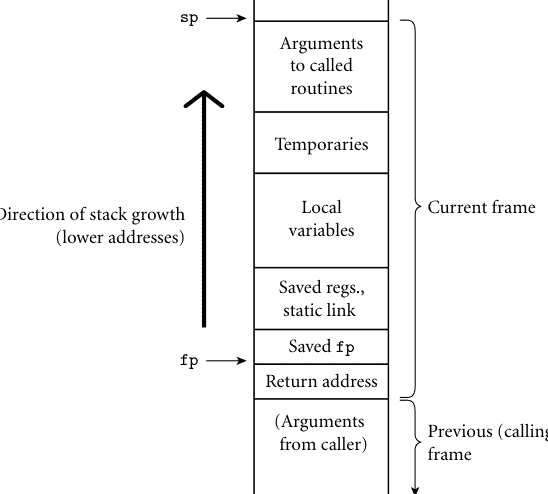 sp
Arguments
to called
routines
Temporaries
Direction of stack growth
(lower addresses)
Local
variables
Current frame
Saved regs.,
static link
Saved fp
fp
Return address
(Arguments
from caller)
Previous (calling
frame